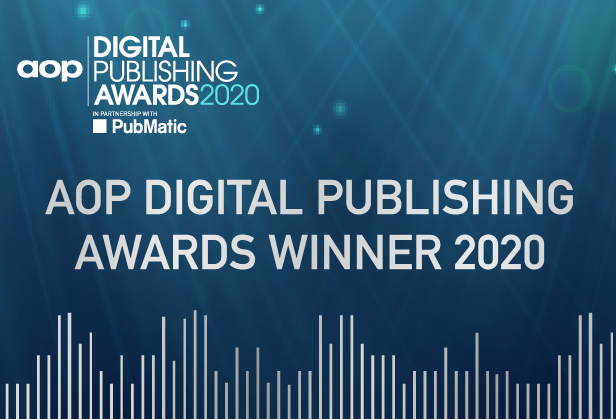 aop
DIGITAL
PUBLISHING
AWARDS2020
IN PARTNERSHIP WITH
PubMatic
AOP DIGITAL PUBLISHING
AWARDS WINNER 2020